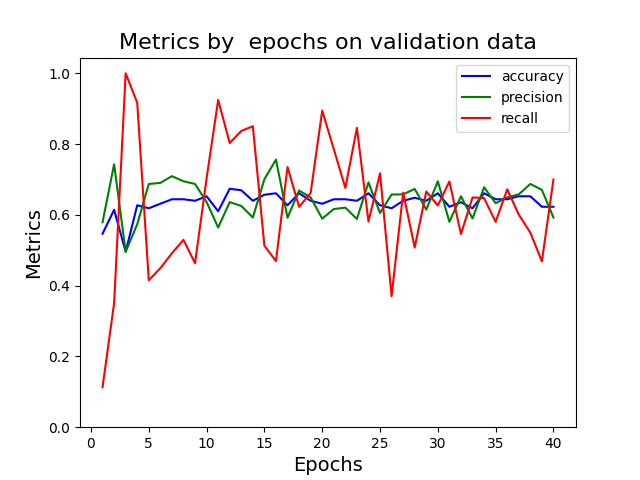 Metrics by  epochs on validation data
1.0
0.8
0.6
0.4
0.2
0.0
Metrics
accuracy
precision
recall
0 5 10 15 20 25 30 35 40
Epochs